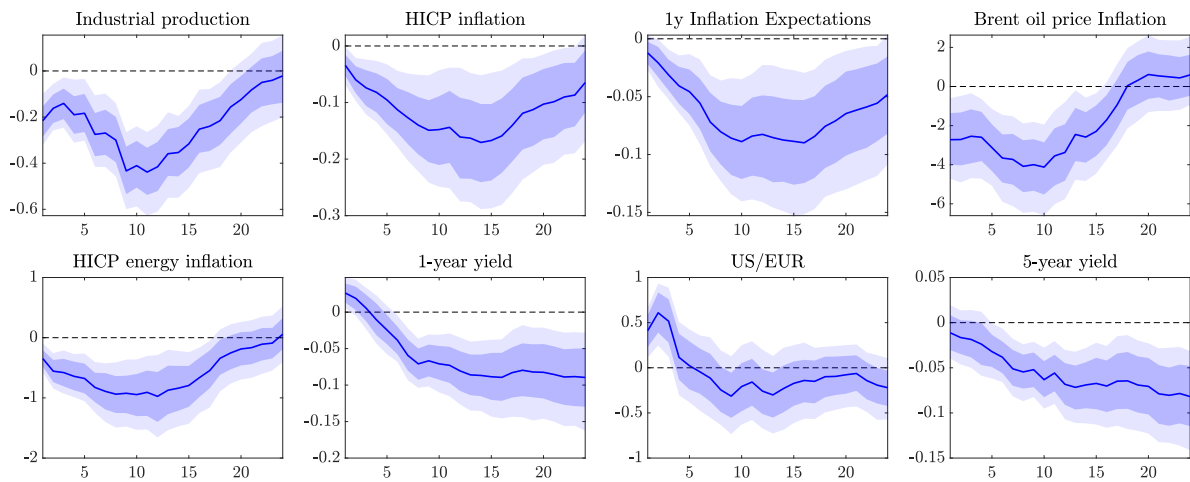 Industrial production
0
-0.2
-0.4
-0.6
5 10 15 20
HICP inflation
0
-0.1
-0.2
-0.3
5 10 15 20
1y Inflation Expectations
0
-0.05
-0.1
-0.15
5 10 15 20
Brent oil price Inflation
2
0
-2
-4
-6
5 10 15 20
HICP energy inflation
1
0
-1
-2
5 10 15 20
1-year yield
0
-0.05
-0.1
-0.15
-0.2
5 10 15 20
US/EUR
1
0.5
0
-0.5
-1
5 10 15 20
5-year yield
0.05
0
-0.05
-0.1
-0.15
5 10 15 20